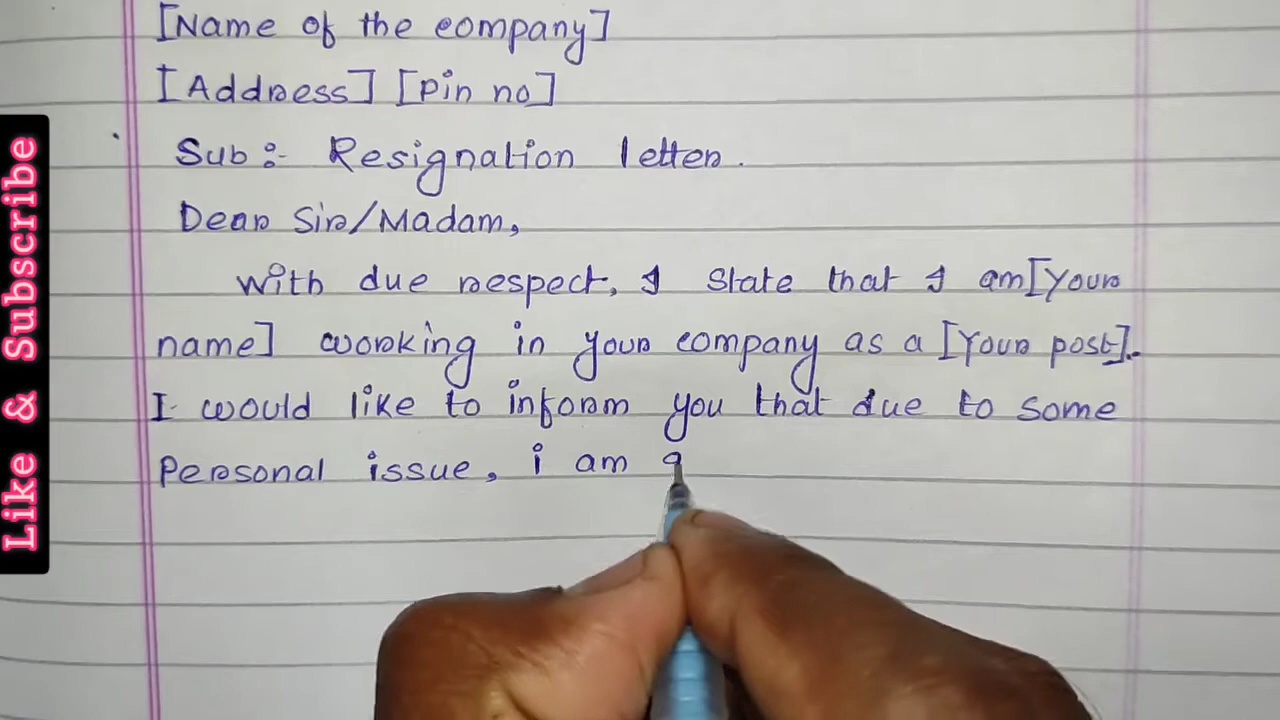 [Name of the company]
[Address] [Pin no]
Sub:- Resignation letter.
Dear Sir/Madam,
With due respect, I state that I am [Your
name] working in your company as a [Your post].
I would like to inform you that due to some
Personal issue, i am
Like & Subscribe